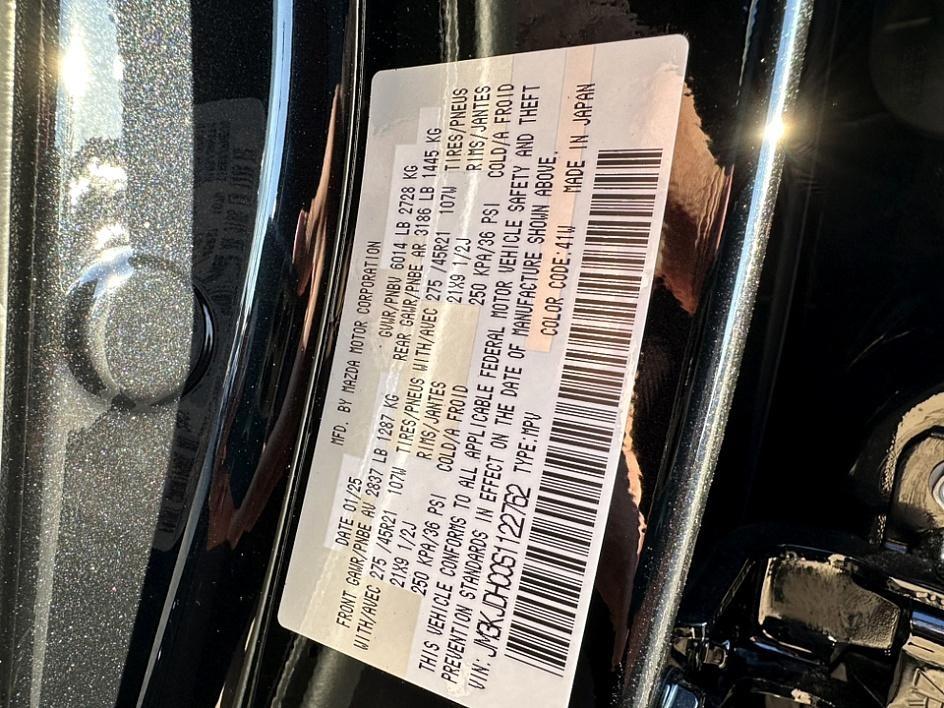 MFD. BY MAZDA MOTOR CORPORATION
DATE 01/25 GVWR/PNBV 6014 LB 2728 KG
FRONT GAWR/PNBE AV 2837 LB 1287 KG REAR GAWR/PNBE AR 3186 LB 1445 KG
WITH/AVEC 275 /45R21 107W TIRES/PNEUS WITH/AVEC 275 /45R21 107W TIRES/PNEUS
21X9 1/2J RIMS/JANTES 21X9 1/2J RIMS/JANTES
250 KPA/36 PSI COLD/A FROID 250 KPA/36 PSI COLD/A FROID
THIS VEHICLE CONFORMS TO ALL APPLICABLE FEDERAL MOTOR VEHICLE SAFETY AND THEFT
PREVENTION STANDARDS IN EFFECT ON THE DATE OF MANUFACTURE SHOWN ABOVE.
VIN: JM3KJDHC0S1122762 TYPE:MPV COLOR CODE:41W MADE IN JAPAN